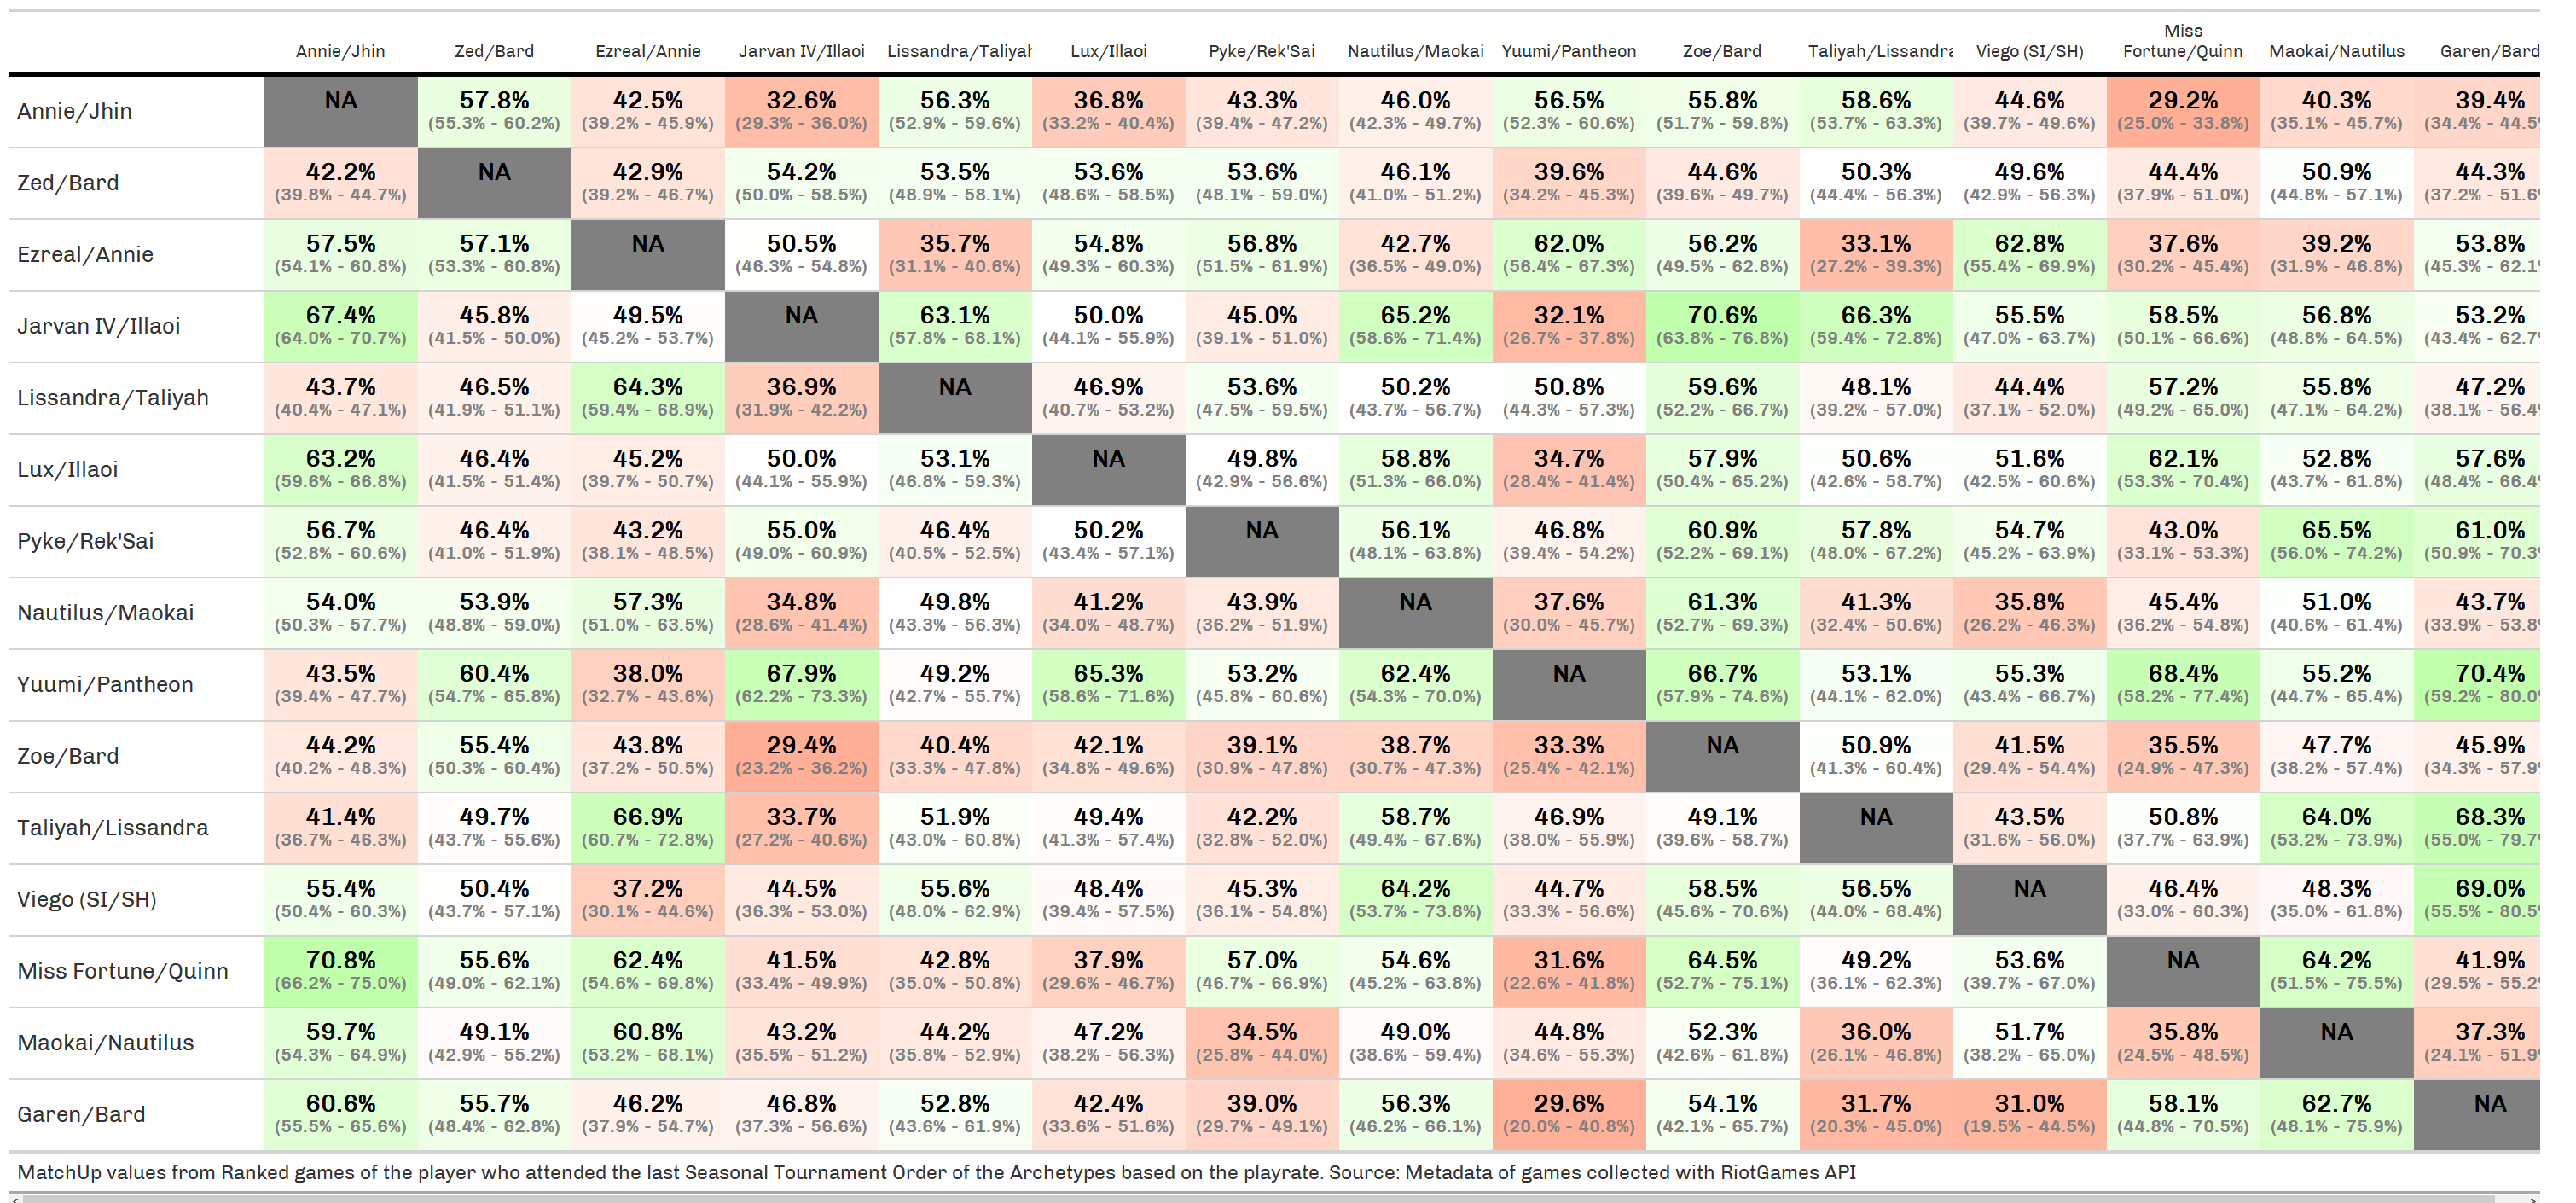 Miss
Annie/Jhin Zed/Bard Ezreal/Annie Jarvan IV/Illaoi Lissandra/Taliyah Lux/Illaoi Pyke/Rek'Sai Nautilus/Maokai Yuumi/Pantheon Zoe/Bard Taliyah/Lissandra Viego (SI/SH) Fortune/Quinn Maokai/Nautilus Garen/Bard
Annie/Jhin NA 57.8% 42.5% 32.6% 56.3% 36.8% 43.3% 46.0% 56.5% 55.8% 58.6% 44.6% 29.2% 40.3% 39.4%
(55.3% - 60.2%) (39.2% - 45.9%) (29.3% - 36.0%) (52.9% - 59.6%) (33.2% - 40.4%) (39.4% - 47.2%) (42.3% - 49.7%) (52.3% - 60.6%) (51.7% - 59.8%) (53.7% - 63.3%) (39.7% - 49.6%) (25.0% - 33.8%) (35.1% - 45.7%) (34.4% - 44.5
Zed/Bard 42.2% NA 42.9% 54.2% 53.5% 53.6% 53.6% 46.1% 39.6% 44.6% 50.3% 49.6% 44.4% 50.9% 44.3%
(39.8% - 44.7%) (39.2% - 46.7%) (50.0% - 58.5%) (48.9% - 58.1%) (48.6% - 58.5%) (48.1% - 59.0%) (41.0% - 51.2%) (34.2% - 45.3%) (39.6% - 49.7%) (44.4% - 56.3%) (42.9% - 56.3%) (37.9% - 51.0%) (44.8% - 57.1%) (37.2% - 51.6
Ezreal/Annie 57.5% 57.1% NA 50.5% 35.7% 54.8% 56.8% 42.7% 62.0% 56.2% 33.1% 62.8% 37.6% 39.2% 53.8%
(54.1% - 60.8%) (53.3% - 60.8%) (46.3% - 54.8%) (31.1% - 40.6%) (49.3% - 60.3%) (51.5% - 61.9%) (36.5% - 49.0%) (56.4% - 67.3%) (49.5% - 62.8%) (27.2% - 39.3%) (55.4% - 69.9%) (30.2% - 45.4%) (31.9% - 46.8%) (45.3% - 62.1
Jarvan IV/Illaoi 67.4% 45.8% 49.5% NA 63.1% 50.0% 45.0% 65.2% 32.1% 70.6% 66.3% 55.5% 58.5% 56.8% 53.2%
(64.0% - 70.7%) (41.5% - 50.0%) (45.2% - 53.7%) (57.8% - 68.1%) (44.1% - 55.9%) (39.1% - 51.0%) (58.6% - 71.4%) (26.7% - 37.8%) (63.8% - 76.8%) (59.4% - 72.8%) (47.0% - 63.7%) (50.1% - 66.6%) (48.8% - 64.5%) (43.4% - 62.7
Lissandra/Taliyah 43.7% 46.5% 64.3% 36.9% NA 46.9% 53.6% 50.2% 50.8% 59.6% 48.1% 44.4% 57.2% 55.8% 47.2%
(40.4% - 47.1%) (41.9% - 51.1%) (59.4% - 68.9%) (31.9% - 42.2%) (40.7% - 53.2%) (47.5% - 59.5%) (43.7% - 56.7%) (44.3% - 57.3%) (52.2% - 66.7%) (39.2% - 57.0%) (37.1% - 52.0%) (49.2% - 65.0%) (47.1% - 64.2%) (38.1% - 56.4
Lux/Illaoi 63.2% 46.4% 45.2% 50.0% 53.1% NA 49.8% 58.8% 34.7% 57.9% 50.6% 51.6% 62.1% 52.8% 57.6%
(59.6% - 66.8%) (41.5% - 51.4%) (39.7% - 50.7%) (44.1% - 55.9%) (46.8% - 59.3%) (42.9% - 56.6%) (51.3% - 66.0%) (28.4% - 41.4%) (50.4% - 65.2%) (42.6% - 58.7%) (42.5% - 60.6%) (53.3% - 70.4%) (43.7% - 61.8%) (48.4% - 66.4
Pyke/Rek'Sai 56.7% 46.4% 43.2% 55.0% 46.4% 50.2% NA 56.1% 46.8% 60.9% 57.8% 54.7% 43.0% 65.5% 61.0%
(52.8% - 60.6%) (41.0% - 51.9%) (38.1% - 48.5%) (49.0% - 60.9%) (40.5% - 52.5%) (43.4% - 57.1%) (48.1% - 63.8%) (39.4% - 54.2%) (52.2% - 69.1%) (48.0% - 67.2%) (45.2% - 63.9%) (33.1% - 53.3%) (56.0% - 74.2%) (50.9% - 70.3
Nautilus/Maokai 54.0% 53.9% 57.3% 34.8% 49.8% 41.2% 43.9% NA 37.6% 61.3% 41.3% 35.8% 45.4% 51.0% 43.7%
(50.3% - 57.7%) (48.8% - 59.0%) (51.0% - 63.5%) (28.6% - 41.4%) (43.3% - 56.3%) (34.0% - 48.7%) (36.2% - 51.9%) (30.0% - 45.7%) (52.7% - 69.3%) (32.4% - 50.6%) (26.2% - 46.3%) (36.2% - 54.8%) (40.6% - 61.4%) (33.9% - 53.8
Yuumi/Pantheon 43.5% 60.4% 38.0% 67.9% 49.2% 65.3% 53.2% 62.4% NA 66.7% 53.1% 55.3% 68.4% 55.2% 70.4%
(39.4% - 47.7%) (54.7% - 65.8%) (32.7% - 43.6%) (62.2% - 73.3%) (42.7% - 55.7%) (58.6% - 71.6%) (45.8% - 60.6%) (54.3% - 70.0%) (57.9% - 74.6%) (44.1% - 62.0%) (43.4% - 66.7%) (58.2% - 77.4%) (44.7% - 65.4%) (59.2% - 80.0
Zoe/Bard 44.2% 55.4% 43.8% 29.4% 40.4% 42.1% 39.1% 38.7% 33.3% NA 50.9% 41.5% 35.5% 47.7% 45.9%
(40.2% - 48.3%) (50.3% - 60.4%) (37.2% - 50.5%) (23.2% - 36.2%) (33.3% - 47.8%) (34.8% - 49.6%) (30.9% - 47.8%) (30.7% - 47.3%) (25.4% - 42.1%) (41.3% - 60.4%) (29.4% - 54.4%) (24.9% - 47.3%) (38.2% - 57.4%) (34.3% - 57.9
Taliyah/Lissandra 41.4% 49.7% 66.9% 33.7% 51.9% 49.4% 42.2% 58.7% 46.9% 49.1% NA 43.5% 50.8% 64.0% 68.3%
(36.7% - 46.3%) (43.7% - 55.6%) (60.7% - 72.8%) (27.2% - 40.6%) (43.0% - 60.8%) (41.3% - 57.4%) (32.8% - 52.0%) (49.4% - 67.6%) (38.0% - 55.9%) (39.6% - 58.7%) (31.6% - 56.0%) (37.7% - 63.9%) (53.2% - 73.9%) (55.0% - 79.7
Viego (SI/SH) 55.4% 50.4% 37.2% 44.5% 55.6% 48.4% 45.3% 64.2% 44.7% 58.5% 56.5% NA 46.4% 48.3% 69.0%
(50.4% - 60.3%) (43.7% - 57.1%) (30.1% - 44.6%) (36.3% - 53.0%) (48.0% - 62.9%) (39.4% - 57.5%) (36.1% - 54.8%) (53.7% - 73.8%) (33.3% - 56.6%) (45.6% - 70.6%) (44.0% - 68.4%) (33.0% - 60.3%) (35.0% - 61.8%) (55.5% - 80.5
Miss Fortune/Quinn 70.8% 55.6% 62.4% 41.5% 42.8% 37.9% 57.0% 54.6% 31.6% 64.5% 49.2% 53.6% NA 64.2% 41.9%
(66.2% - 75.0%) (49.0% - 62.1%) (54.6% - 69.8%) (33.4% - 49.9%) (35.0% - 50.8%) (29.6% - 46.7%) (46.7% - 66.9%) (45.2% - 63.8%) (22.6% - 41.8%) (52.7% - 75.1%) (36.1% - 62.3%) (39.7% - 67.0%) (51.5% - 75.5%) (29.5% - 55.2
Maokai/Nautilus 59.7% 49.1% 60.8% 43.2% 44.2% 47.2% 34.5% 49.0% 44.8% 52.3% 36.0% 51.7% 35.8% NA 37.3%
(54.3% - 64.9%) (42.9% - 55.2%) (53.2% - 68.1%) (35.5% - 51.2%) (35.8% - 52.9%) (38.2% - 56.3%) (25.8% - 44.0%) (38.6% - 59.4%) (34.6% - 55.3%) (42.6% - 61.8%) (26.1% - 46.8%) (38.2% - 65.0%) (24.5% - 48.5%) (24.1% - 51.9
Garen/Bard 60.6% 55.7% 46.2% 46.8% 52.8% 42.4% 39.0% 56.3% 29.6% 54.1% 31.7% 31.0% 58.1% 62.7% NA
(55.5% - 65.6%) (48.4% - 62.8%) (37.9% - 54.7%) (37.3% - 56.6%) (43.6% - 61.9%) (33.6% - 51.6%) (29.7% - 49.1%) (46.2% - 66.1%) (20.0% - 40.8%) (42.1% - 65.7%) (20.3% - 45.0%) (19.5% - 44.5%) (44.8% - 70.5%) (48.1% - 75.9%)
MatchUp values from Ranked games of the player who attended the last Seasonal Tournament Order of the Archetypes based on the playrate. Source: Metadata of games collected with RiotGames API